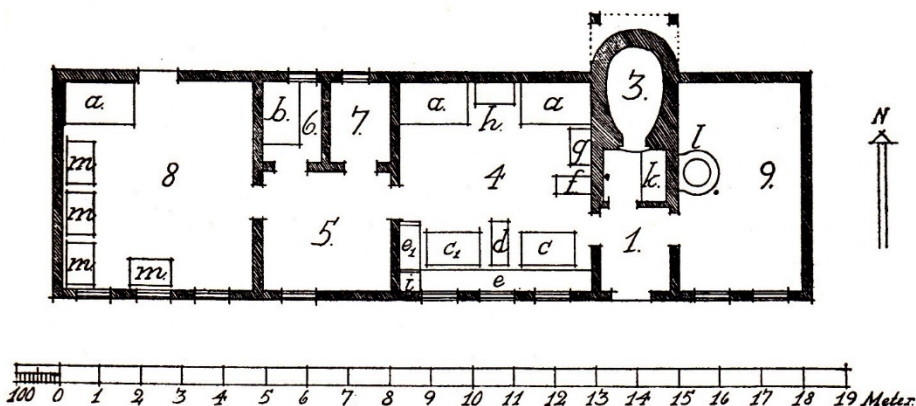 N
a. b. 6. 7. a. h. a 3. l
m 8 g k. 9.
m 4 f
m m. 5. e1 c1 d c 1.
i e
100 0 1 2 3 4 5 6 7 8 9 10 11 12 13 14 15 16 17 18 19 Meter.